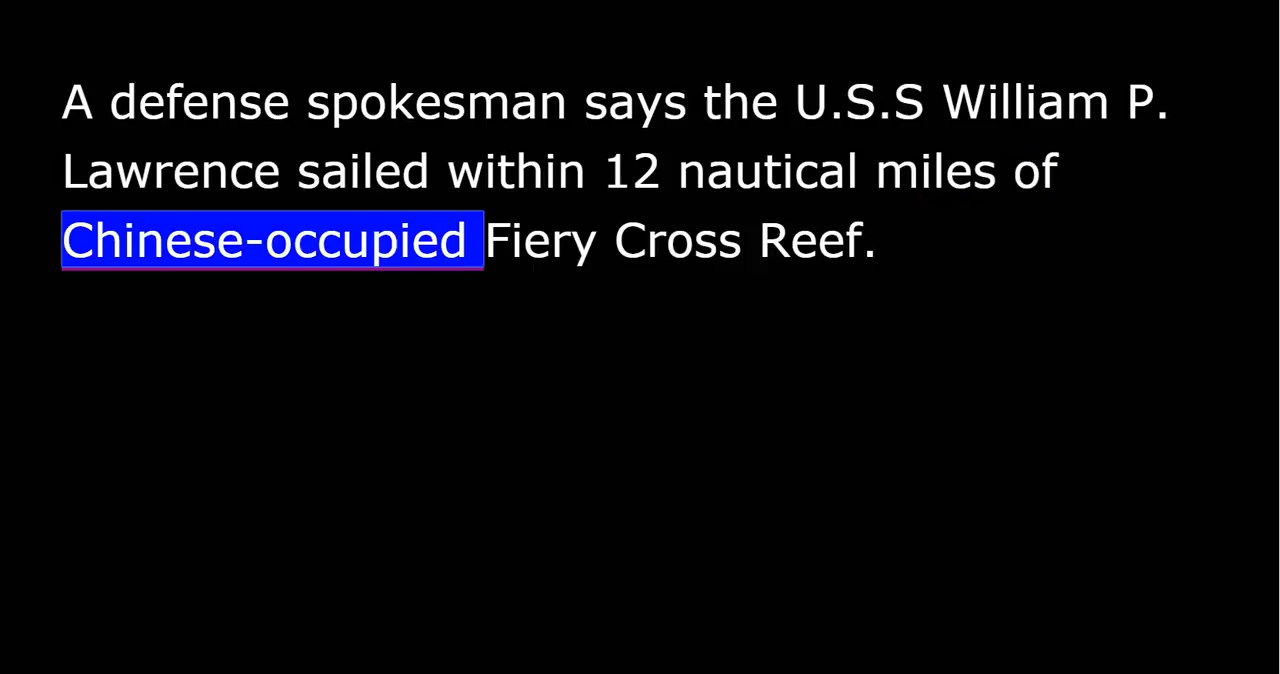 A defense spokesman says the U.S.S William P.
Lawrence sailed within 12 nautical miles of
Chinese-occupied Fiery Cross Reef.